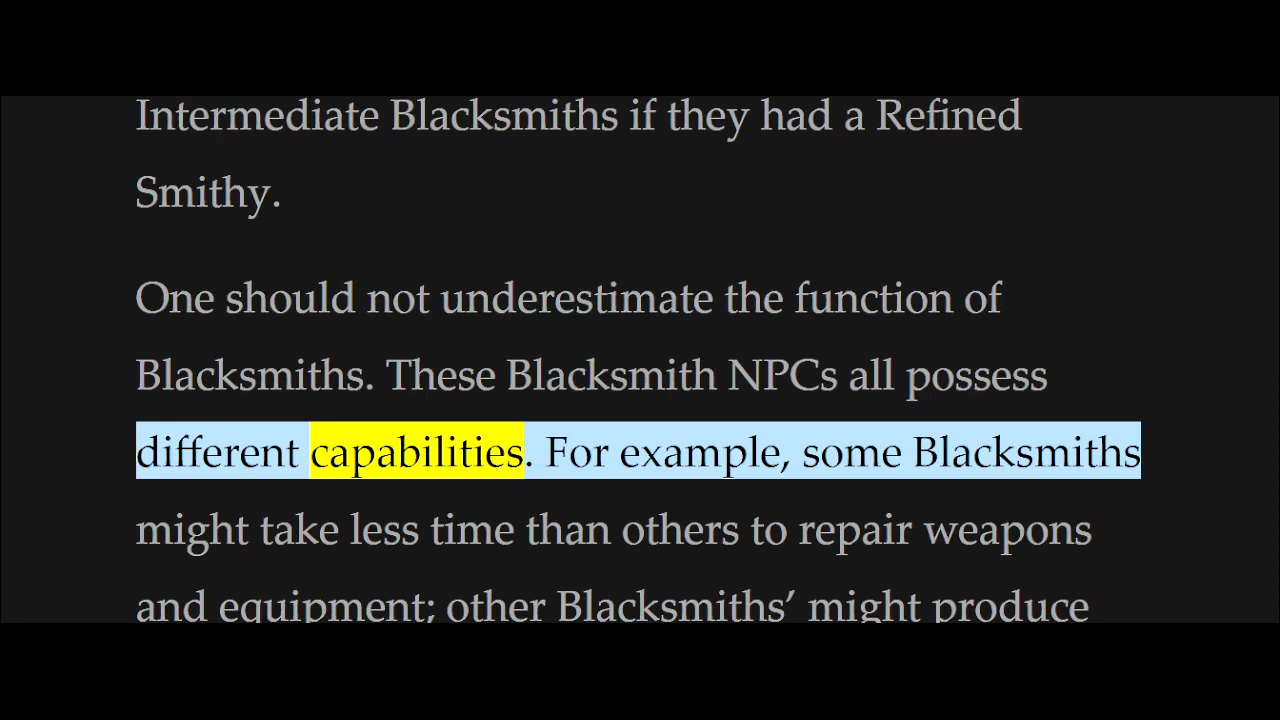 Intermediate Blacksmiths if they had a Refined
Smithy.
One should not underestimate the function of
Blacksmiths. These Blacksmith NPCs all possess
different capabilities. For example, some Blacksmiths
might take less time than others to repair weapons
and equipment; other Blacksmiths’ might produce